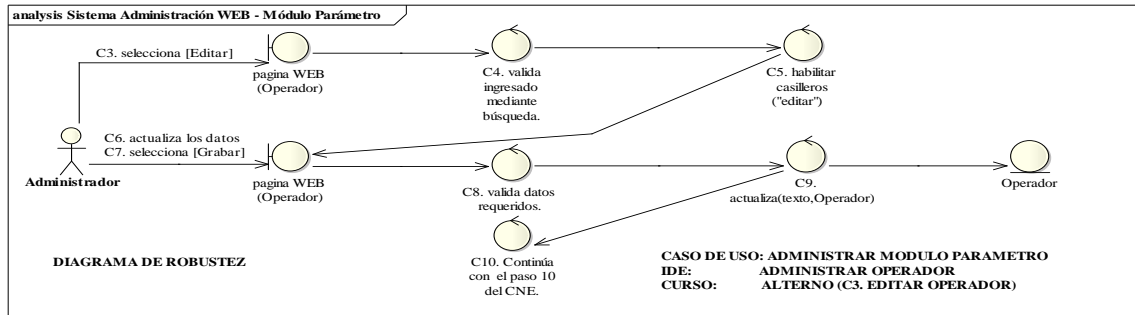 analysis Sistema Administración WEB - Módulo Parámetro
C3. selecciona [Editar]
pagina WEB
(Operador)
C4. valida
ingresado
mediante
búsqueda.
C5. habilitar
casilleros
("editar")
C6. actualiza los datos
C7. selecciona [Grabar]
Administrador
pagina WEB
(Operador)
C8. valida datos
requeridos.
C9.
actualiza(texto,Operador)
Operador
C10. Continúa
con el paso 10
del CNE.
DIAGRAMA DE ROBUSTEZ
CASO DE USO: ADMINISTRAR MODULO PARAMETRO
IDE: ADMINISTRAR OPERADOR
CURSO: ALTERNO (C3. EDITAR OPERADOR)